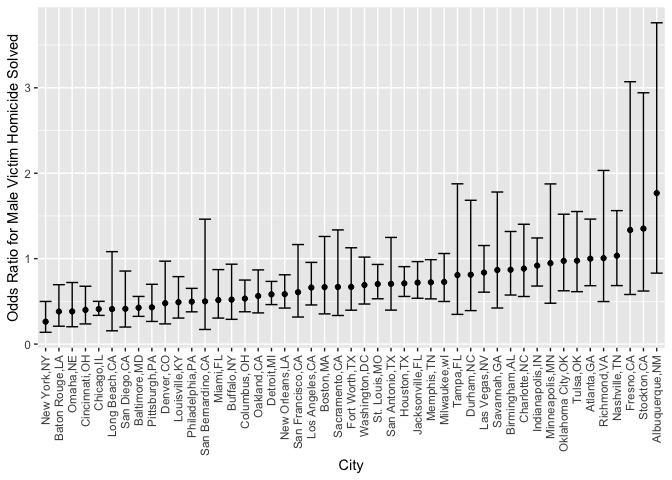 Odds Ratio for Male Victim Homicide Solved
3
2
1
0
New York,NY
Baton Rouge,LA
Omaha,NE
Cincinnati,OH
Chicago,IL
Long Beach,CA
San Diego,CA
Baltimore,MD
Pittsburgh,PA
Denver,CO
Louisville,KY
Philadelphia,PA
San Bernardino,CA
Miami,FL
Buffalo,NY
Columbus,OH
Oakland,CA
Detroit,MI
New Orleans,LA
San Francisco,CA
Los Angeles,CA
Boston,MA
Sacramento,CA
Fort Worth,TX
Washington,DC
St. Louis,MO
San Antonio,TX
Houston,TX
Jacksonville,FL
Memphis,TN
Milwaukee,wI
Tampa,FL
Durham,NC
Las Vegas,NV
Savannah,GA
Birmingham,AL
Charlotte,NC
Indianapolis,IN
Minneapolis,MN
Oklahoma City,OK
Tulsa,OK
Atlanta,GA
Richmond,VA
Nashville,TN
Fresno,CA
Stockton,CA
Albuquerque,NM
City